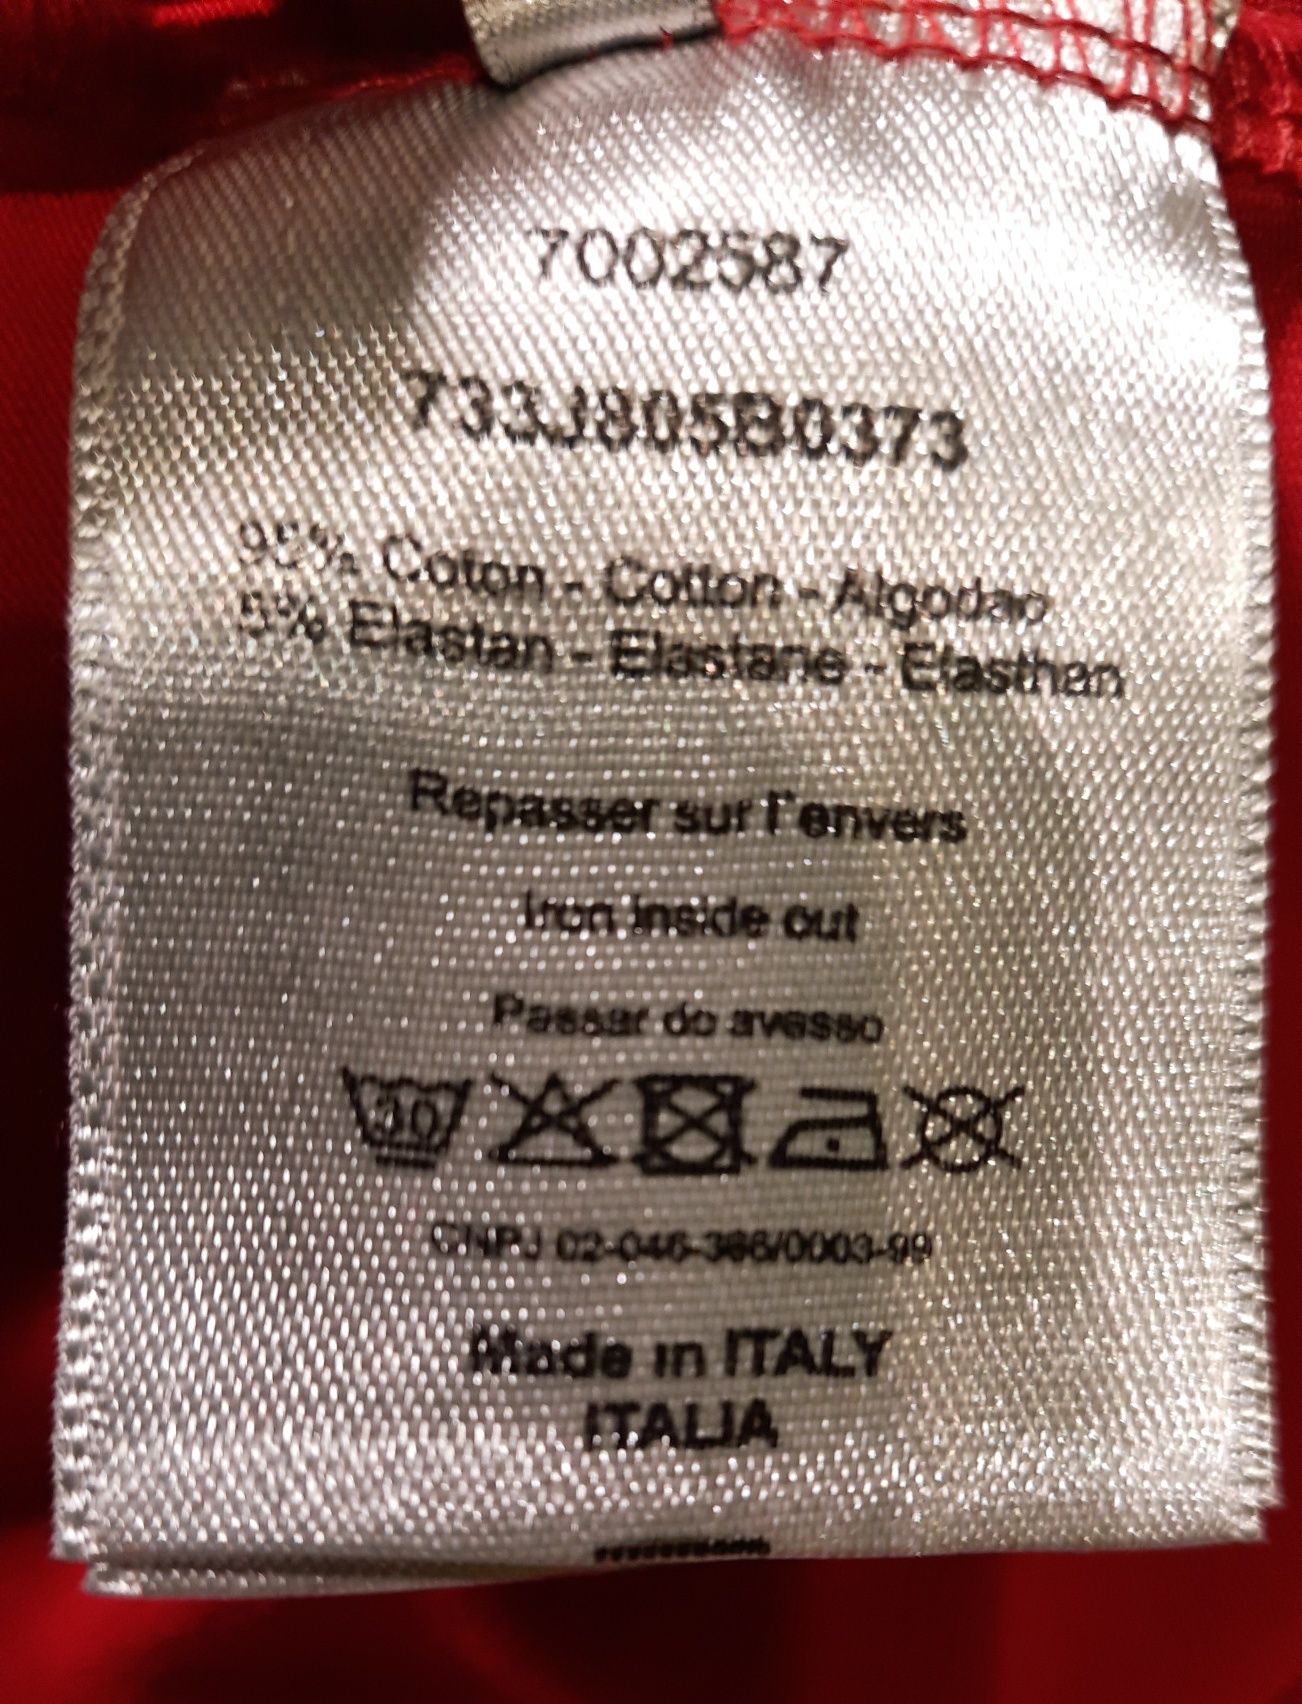 7002587
733J805B0373
95% Coton - Cotton - Algodao
5% Elastan - Elastane - Elasthan
Repasser sur l'envers
Iron inside out
Passar do avesso
30
CNPJ 02-046-386/0003-99
Made in ITALY
ITALIA